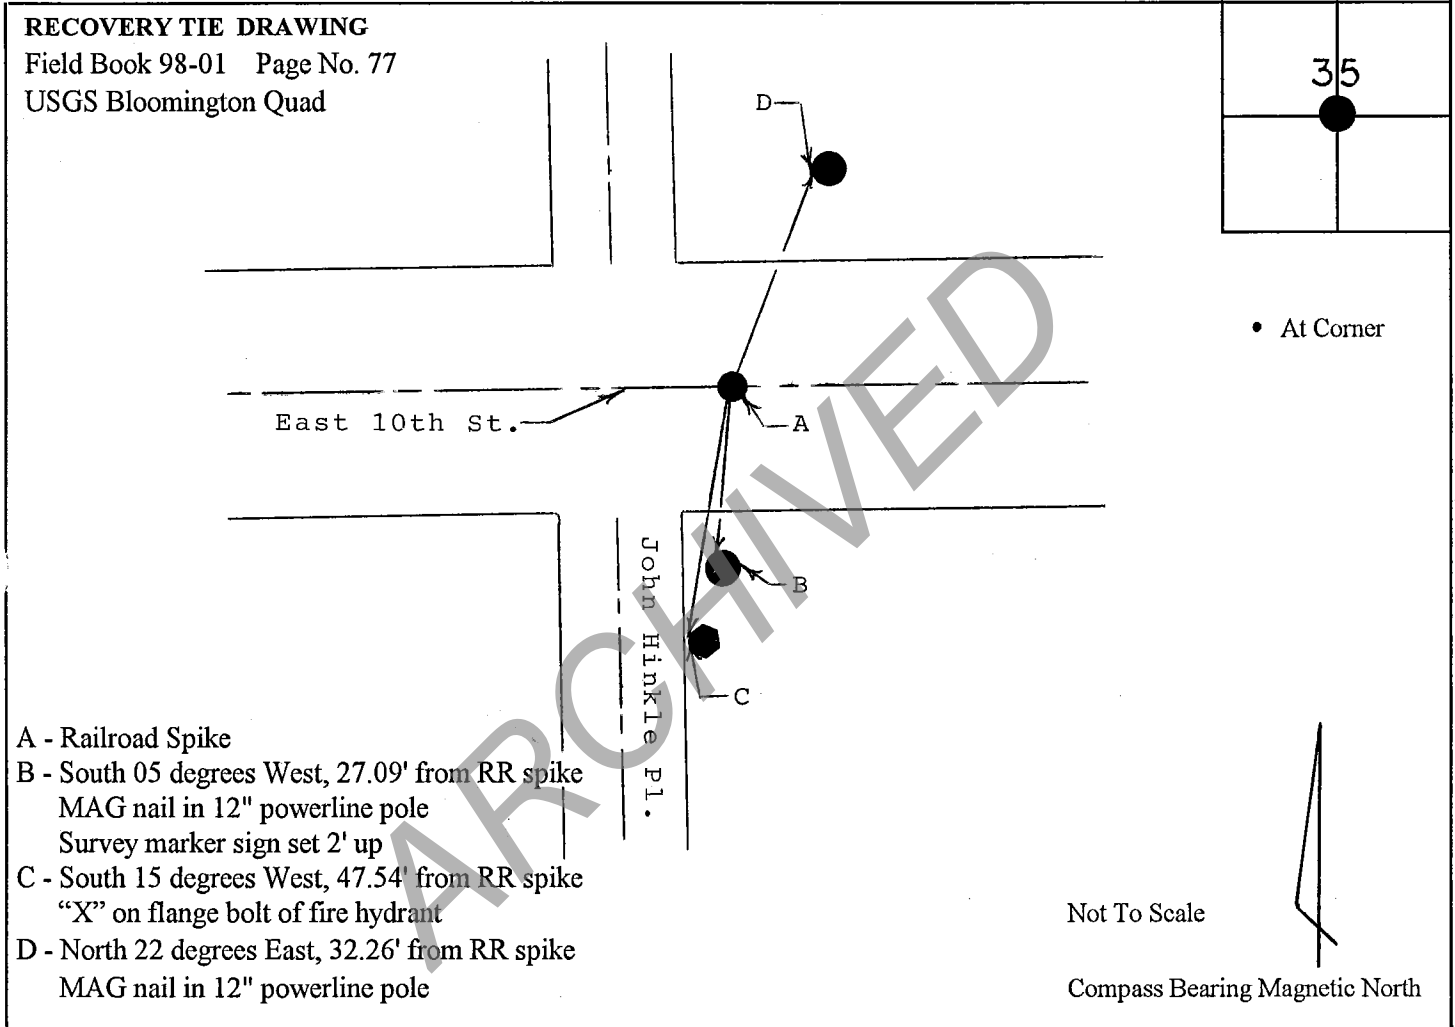 RECOVERY TIE DRAWING
Field Book 98-01 Page No. 77
USGS Bloomington Quad
35
D
• At Corner
East 10th St.
A
John Hinkle Pl.
B
C
ARCHIVED
A - Railroad Spike
B - South 05 degrees West, 27.09' from RR spike
MAG nail in 12" powerline pole
Survey marker sign set 2' up
C - South 15 degrees West, 47.54' from RR spike
“X” on flange bolt of fire hydrant
D - North 22 degrees East, 32.26' from RR spike
MAG nail in 12" powerline pole
Not To Scale
Compass Bearing Magnetic North